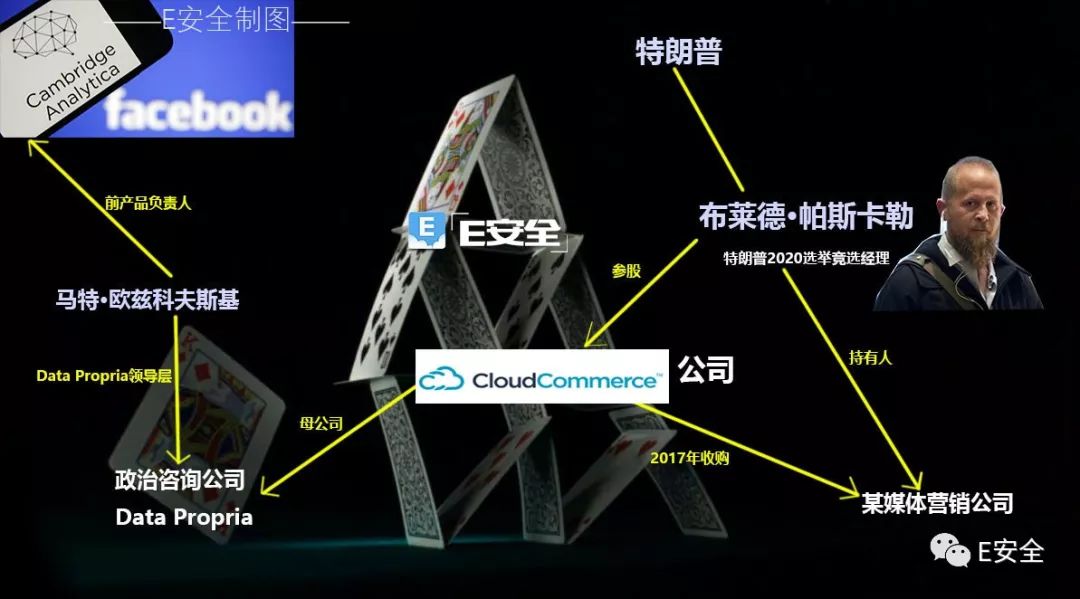 E安全制图
Cambridge
Analytica
facebook
特朗普
前产品负责人
布莱德·帕斯卡勒
E「E安全」
特朗普2020选举竞选经理
参股
马特·欧兹科夫斯基
持有人
CloudCommerce™ 公司
Data Propria领导层
母公司
2017年收购
政治咨询公司
Data Propria
某媒体营销公司
E安全